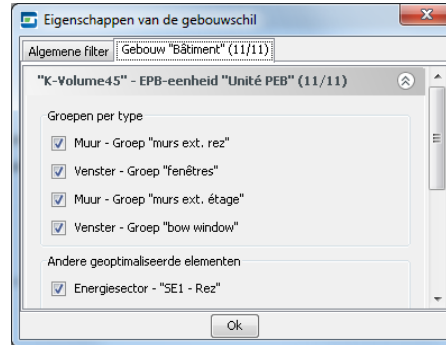 Eigenschappen van de gebouwschil
Algemene filter
Gebouw "Bâtiment" (11/11)
"K-Volume45" - EPB-eenheid "Unité PEB" (11/11)
Groepen per type
Muur - Groep "murs ext. rez"
Venster - Groep "fenêtres"
Muur - Groep "murs ext. étage"
Venster - Groep "bow window"
Andere geoptimaliseerde elementen
Energiesector - "SE1 - Rez"
Ok